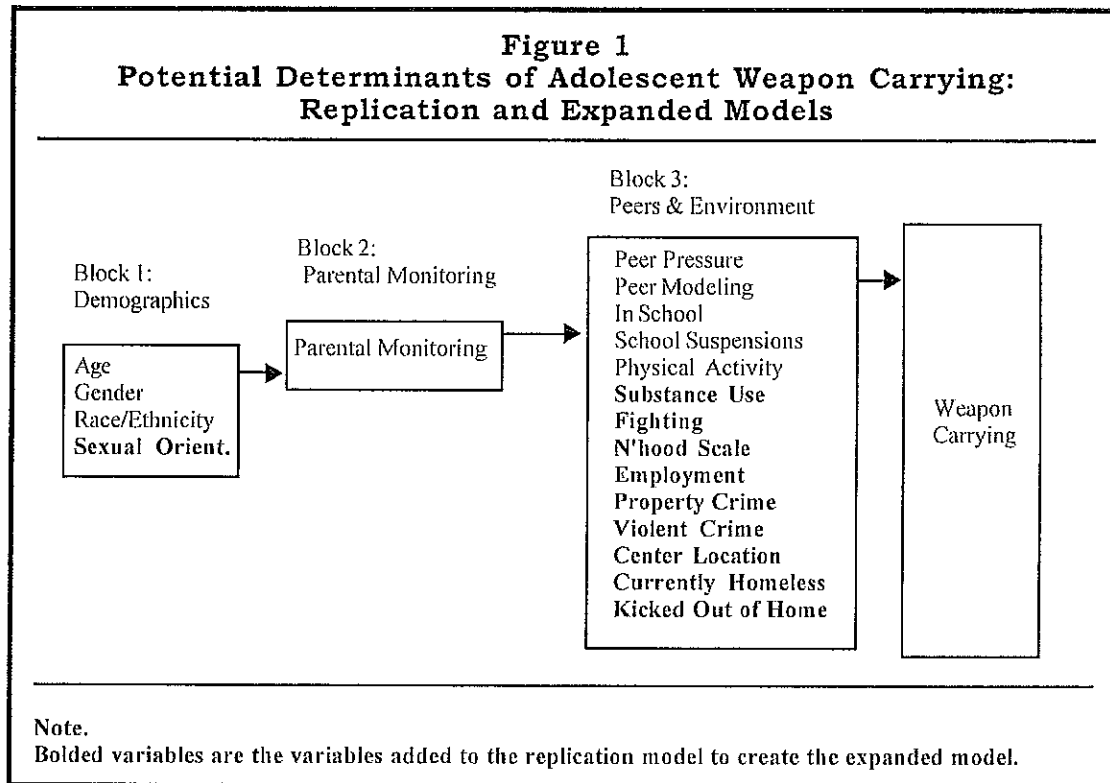 Figure 1
Potential Determinants of Adolescent Weapon Carrying:
Replication and Expanded Models
Block 1:
Demographics
Age
Gender
Race/Ethnicity
Sexual Orient.
Block 2:
Parental Monitoring
Parental Monitoring
Block 3:
Peers & Environment
Peer Pressure
Peer Modeling
In School
School Suspensions
Physical Activity
Substance Use
Fighting
N'hood Scale
Employment
Property Crime
Violent Crime
Center Location
Currently Homeless
Kicked Out of Home
Weapon
Carrying
Note.
Bolded variables are the variables added to the replication model to create the expanded model.